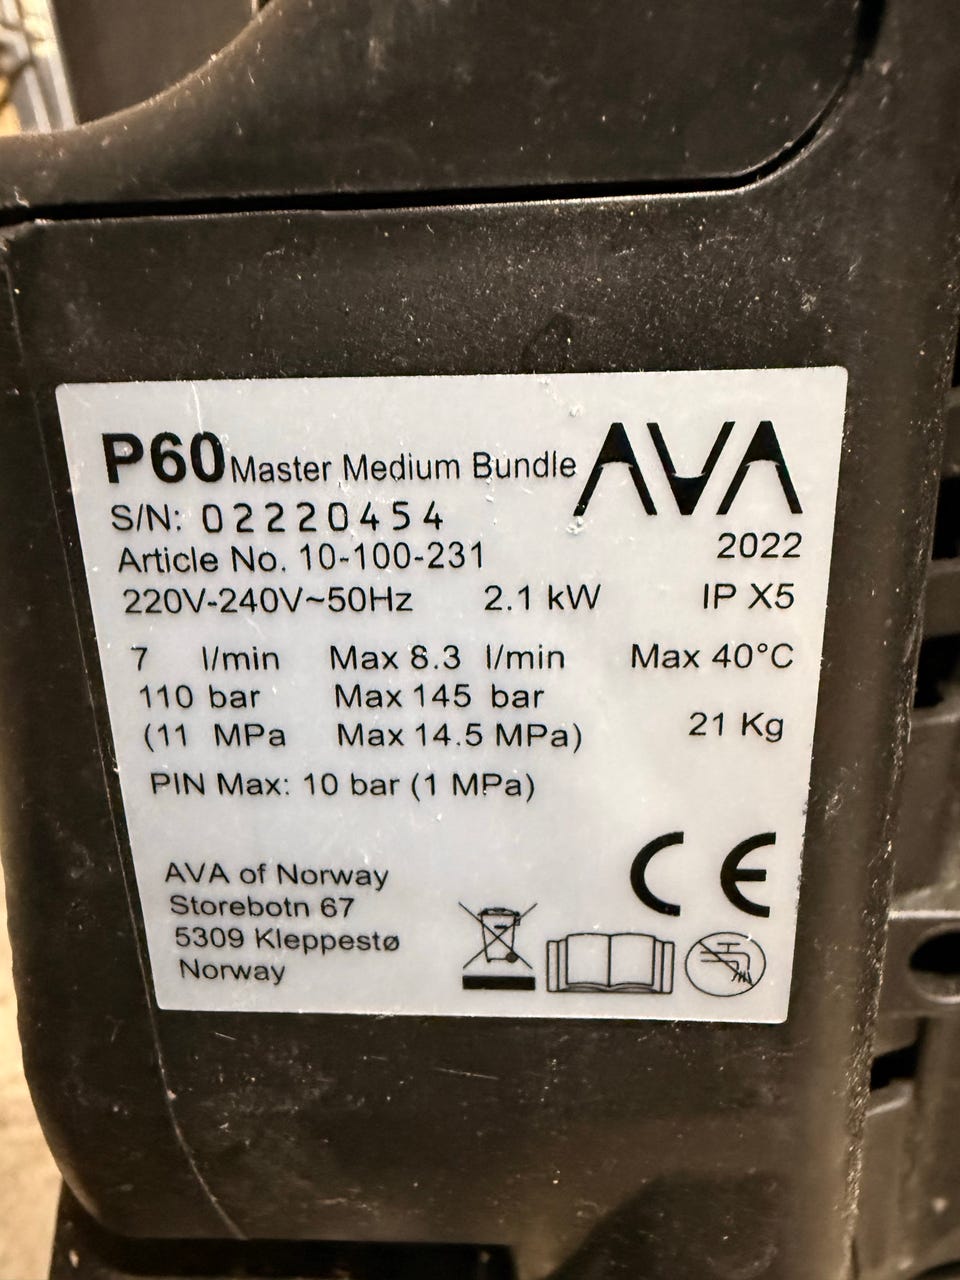 P60 Master Medium Bundle AVA
S/N: 02220454
2022
Article No. 10-100-231
220V-240V~50Hz 2.1 kW IP X5
7 l/min Max 8.3 l/min Max 40°C
110 bar Max 145 bar
21 Kg
(11 MPa Max 14.5 MPa)
PIN Max: 10 bar (1 MPa)
CE
AVA of Norway
Storebotn 67
5309 Kleppestø
Norway